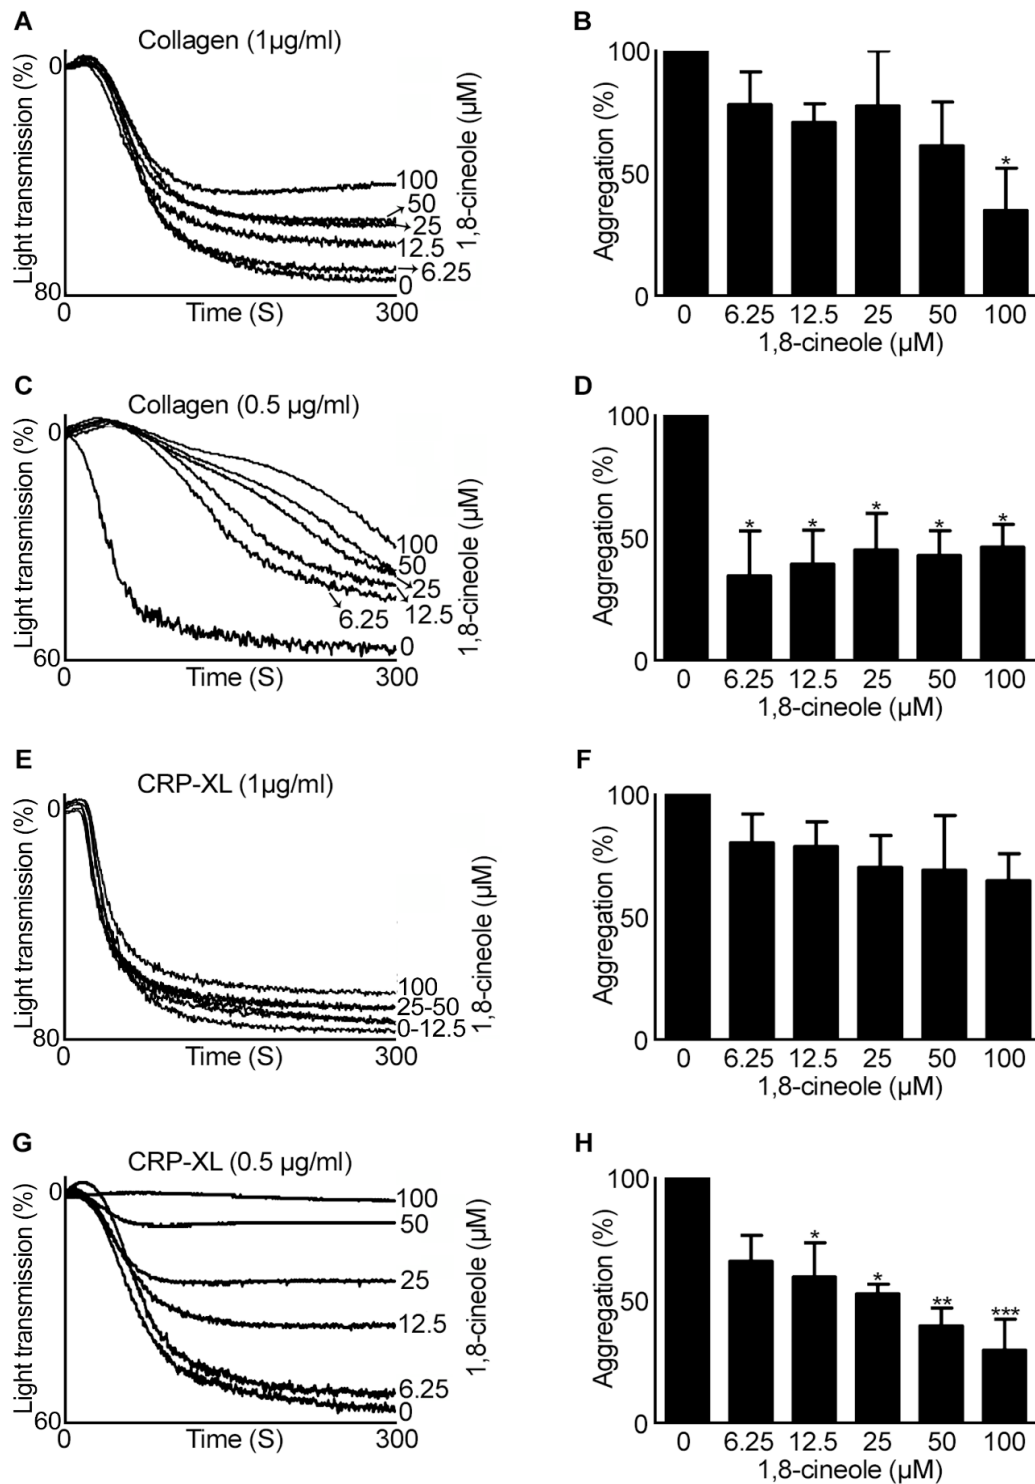 A
Collagen (1µg/ml)
Light transmission (%)
0
80
0
Time (S)
300
100
50
25
12.5
6.25
0
1,8-cineole (µM)
B
Aggregation (%)
100
50
0
*
0 6.25 12.5 25 50 100
1,8-cineole (µM)
C
Collagen (0.5 µg/ml)
Light transmission (%)
0
60
0
Time (S)
300
100
50
25
12.5
6.25
0
1,8-cineole (µM)
D
Aggregation (%)
100
50
0
* * * * *
0 6.25 12.5 25 50 100
1,8-cineole (µM)
E
CRP-XL (1µg/ml)
Light transmission (%)
0
80
0
Time (S)
300
100
25-50
0-12.5
1,8-cineole (µM)
F
Aggregation (%)
100
50
0
0 6.25 12.5 25 50 100
1,8-cineole (µM)
G
CRP-XL (0.5 µg/ml)
Light transmission (%)
0
60
0
Time (S)
300
100
50
25
12.5
6.25
0
1,8-cineole (µM)
H
Aggregation (%)
100
50
0
* * ** ***
0 6.25 12.5 25 50 100
1,8-cineole (µM)